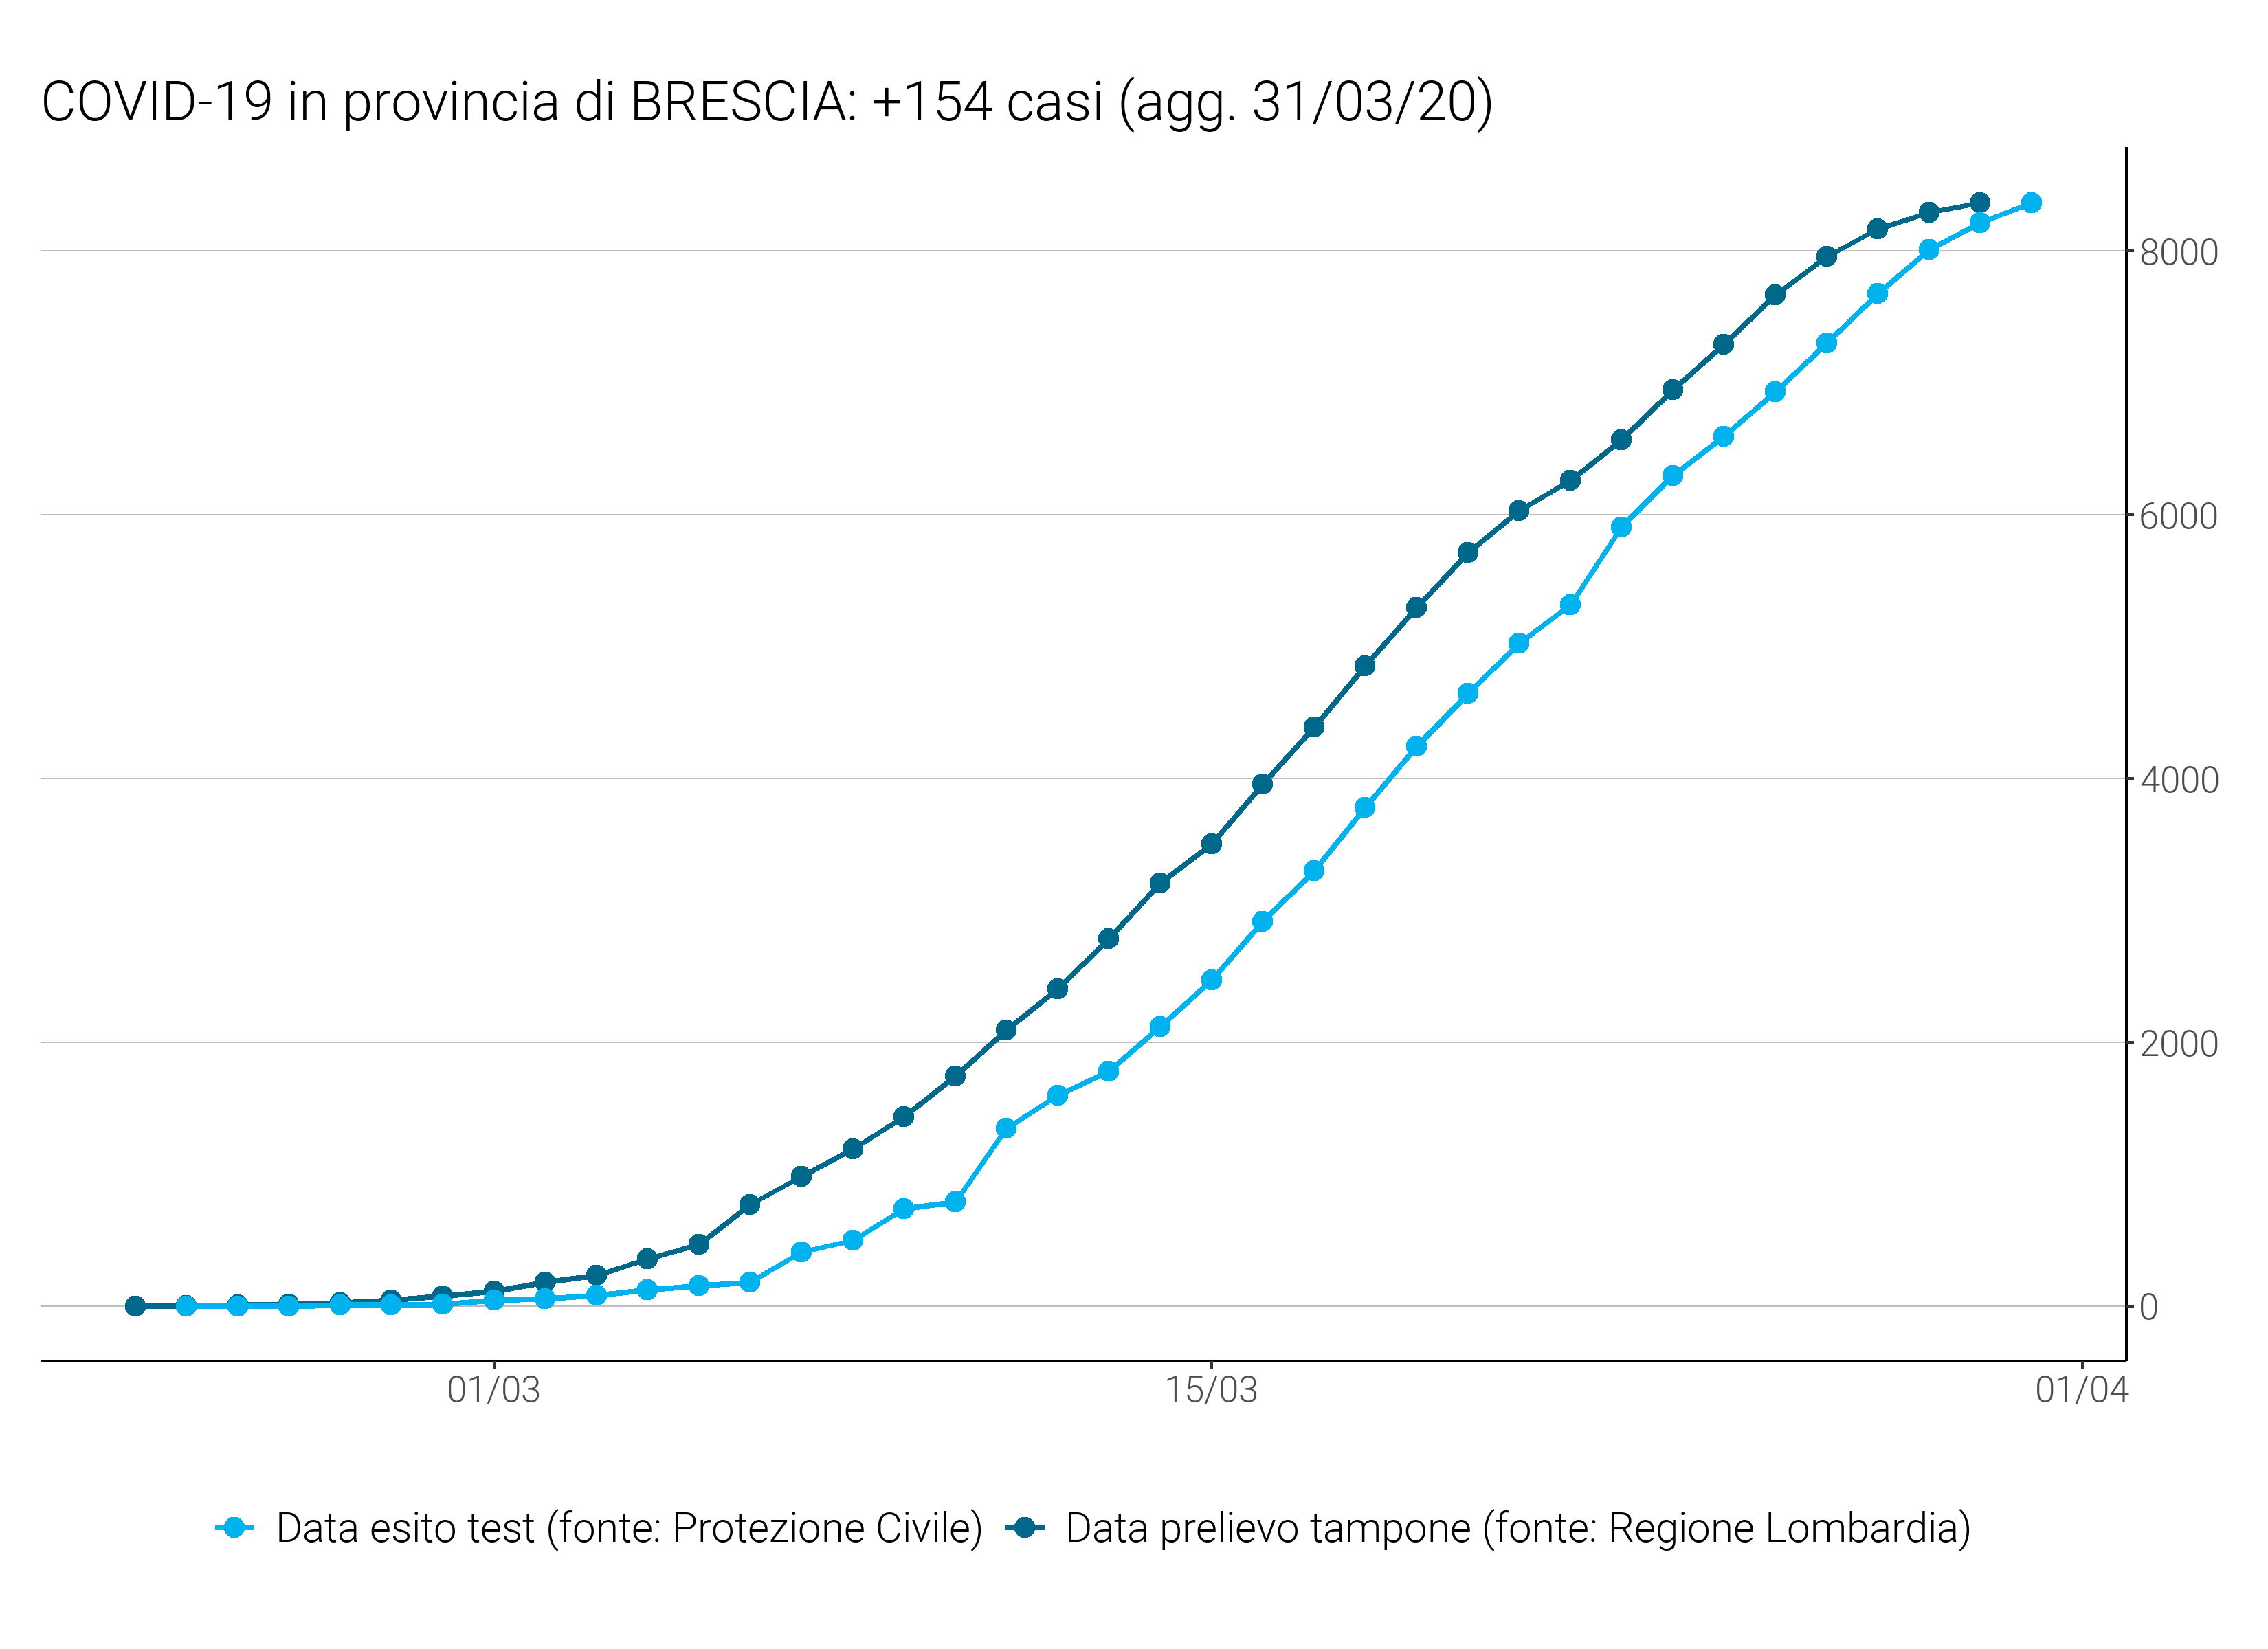 COVID-19 in provincia di BRESCIA: +154 casi (agg. 31/03/20)
8000
6000
4000
2000
0
01/03 15/03 01/04
Data esito test (fonte: Protezione Civile) Data prelievo tampone (fonte: Regione Lombardia)